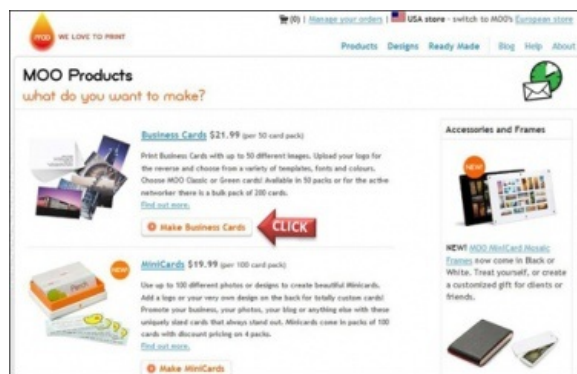 (0) | Manage your orders | USA store - switch to MOO's European store
MOO WE LOVE TO PRINT
Products Designs Ready Made Blog Help About
MOO Products
what do you want to make?
Business Cards $21.99 (per 50 card pack)
Print Business Cards with up to 50 different images. Upload your logo for
the reverse and choose from a variety of templates, fonts and colours.
Choose MOO Classic or Green cards! Available in 50 packs or for the active
networker there is a bulk pack of 200 cards.
Find out more.
Make Business Cards
CLICK
NEW!
MiniCards $19.99 (per 100 card pack)
Use up to 100 different photos or designs to create beautiful Minicards.
Add a logo or your very own design on the back for totally custom cards!
Promote your business, your photos, your blog or anything else with these
uniquely sized cards that always stand out. Minicards come in packs of 100
cards with discount pricing on 4 packs.
Find out more.
Make MiniCards
Accessories and Frames
NEW!
NEW! MOO MiniCard Mosaic
Frames now come in Black or
White. Treat yourself, or create
a customized gift for clients or
friends.